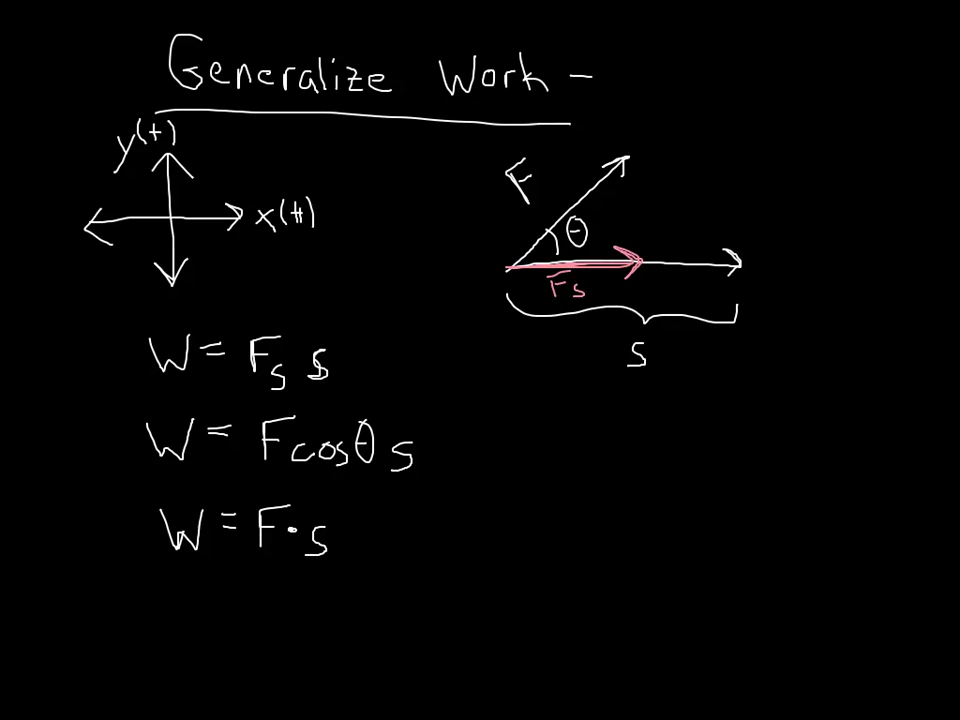 Generalize Work -
y(t)
x(t)
F
θ
Fs
s
W = Fs s
W = F cosθ s
W = F · s